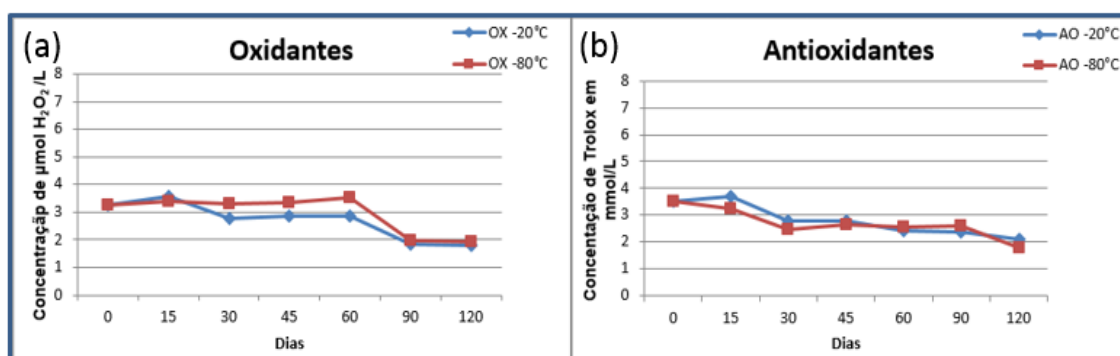 (a)
Oxidantes
OX -20°C
OX -80°C
Concentraçãp de µmol H₂O₂ /L
8
7
6
5
4
3
2
1
0
0 15 30 45 60 90 120
Dias
(b)
Antioxidantes
AO -20°C
AO -80°C
Concentação de Trolox em
mmol/L
8
7
6
5
4
3
2
1
0
0 15 30 45 60 90 120
Dias